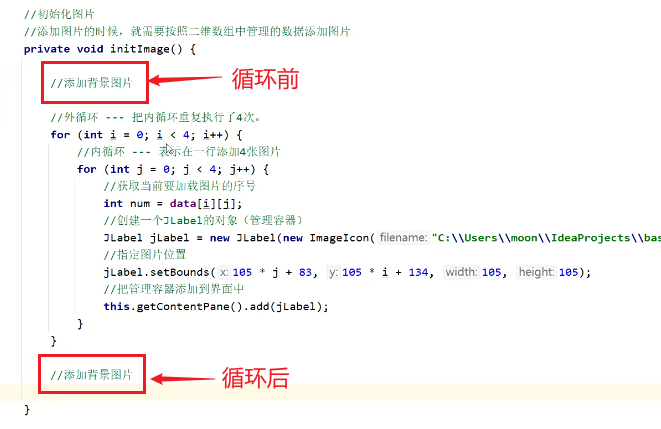 //初始化图片
//添加图片的时候，就需要按照二维数组中管理的数据添加图片
private void initImage() {
//添加背景图片
循环前
//外循环 --- 把内循环重复执行了4次。
for (int i = 0; i < 4; i++) {
//内循环 --- 表示在一行添加4张图片
for (int j = 0; j < 4; j++) {
//获取当前要加载图片的序号
int num = data[i][j];
//创建一个JLabel的对象（管理容器）
JLabel jLabel = new JLabel(new ImageIcon( filename: "C:\\Users\\moon\\IdeaProjects\\bas
//指定图片位置
jLabel.setBounds( x: 105 * j + 83, y: 105 * i + 134, width: 105, height: 105);
//把管理容器添加到界面中
this.getContentPane().add(jLabel);
}
}
//添加背景图片
循环后
}